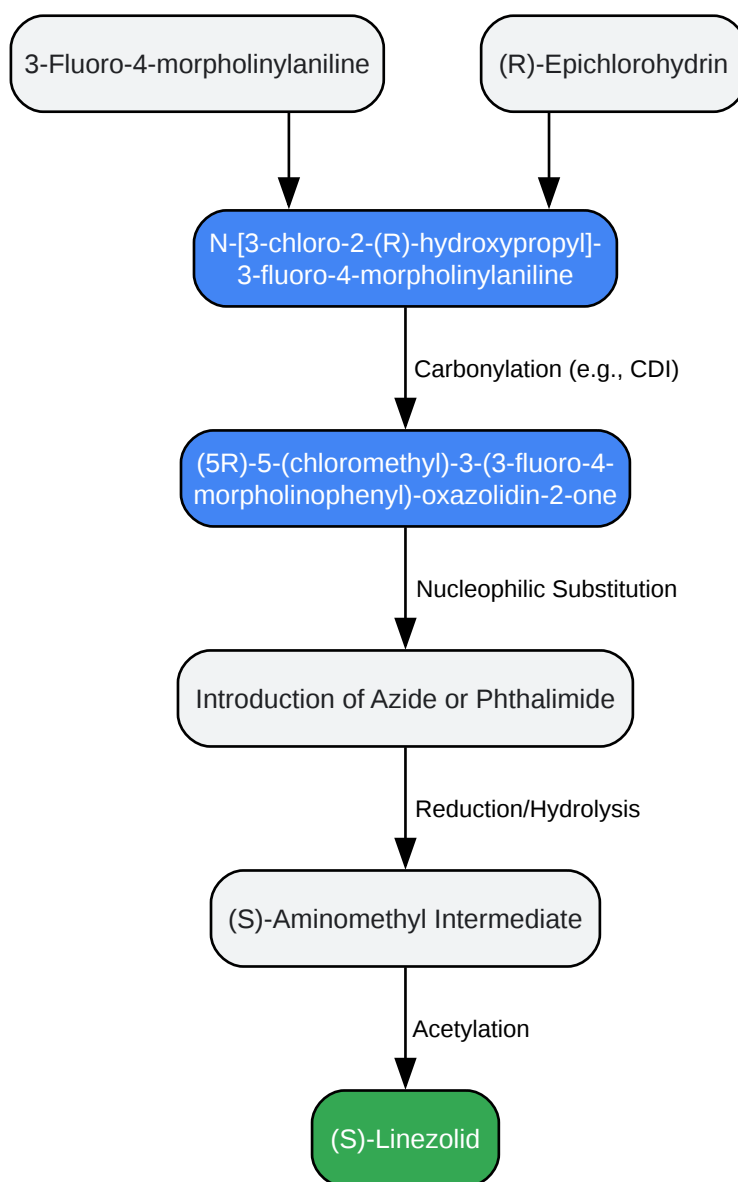 3-Fluoro-4-morpholinylaniline
(R)-Epichlorohydrin
N-[3-chloro-2-(R)-hydroxypropyl]-
3-fluoro-4-morpholinylaniline
Carbonylation (e.g., CDI)
(5R)-5-(chloromethyl)-3-(3-fluoro-4-
morpholinophenyl)-oxazolidin-2-one
Nucleophilic Substitution
Introduction of Azide or Phthalimide
Reduction/Hydrolysis
(S)-Aminomethyl Intermediate
Acetylation
(S)-Linezolid